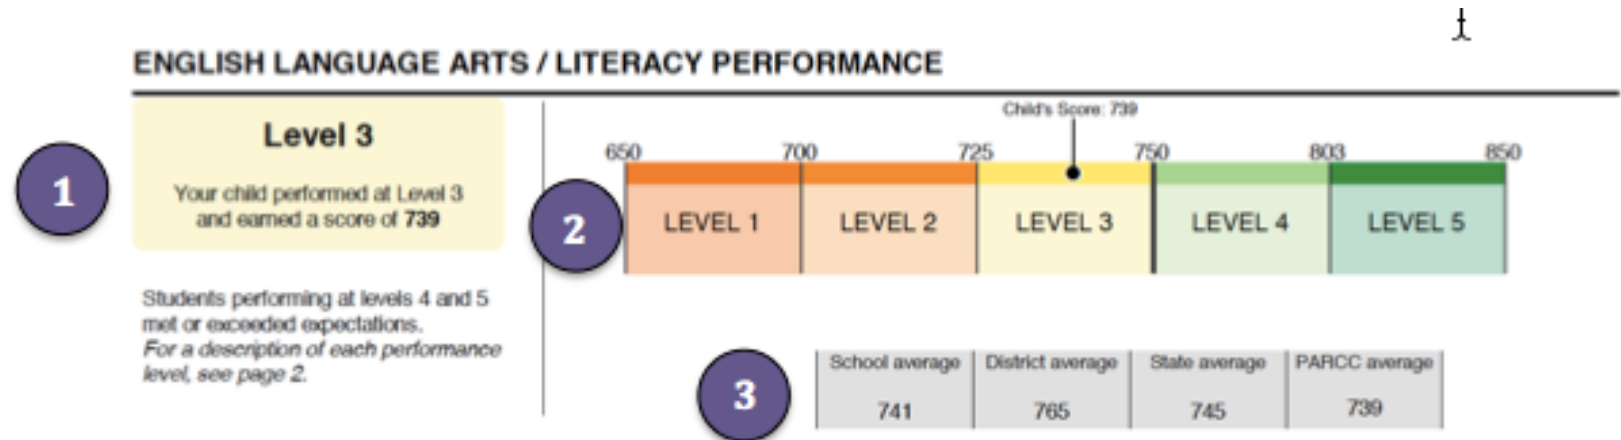 ENGLISH LANGUAGE ARTS / LITERACY PERFORMANCE
1
Level 3
Your child performed at Level 3
and earned a score of 739
Students performing at levels 4 and 5
met or exceeded expectations.
For a description of each performance
level, see page 2.
Child's Score: 739
650 700 725 750 803 850
2
LEVEL 1 LEVEL 2 LEVEL 3 LEVEL 4 LEVEL 5
3
School average District average State average PARCC average
741 765 745 739